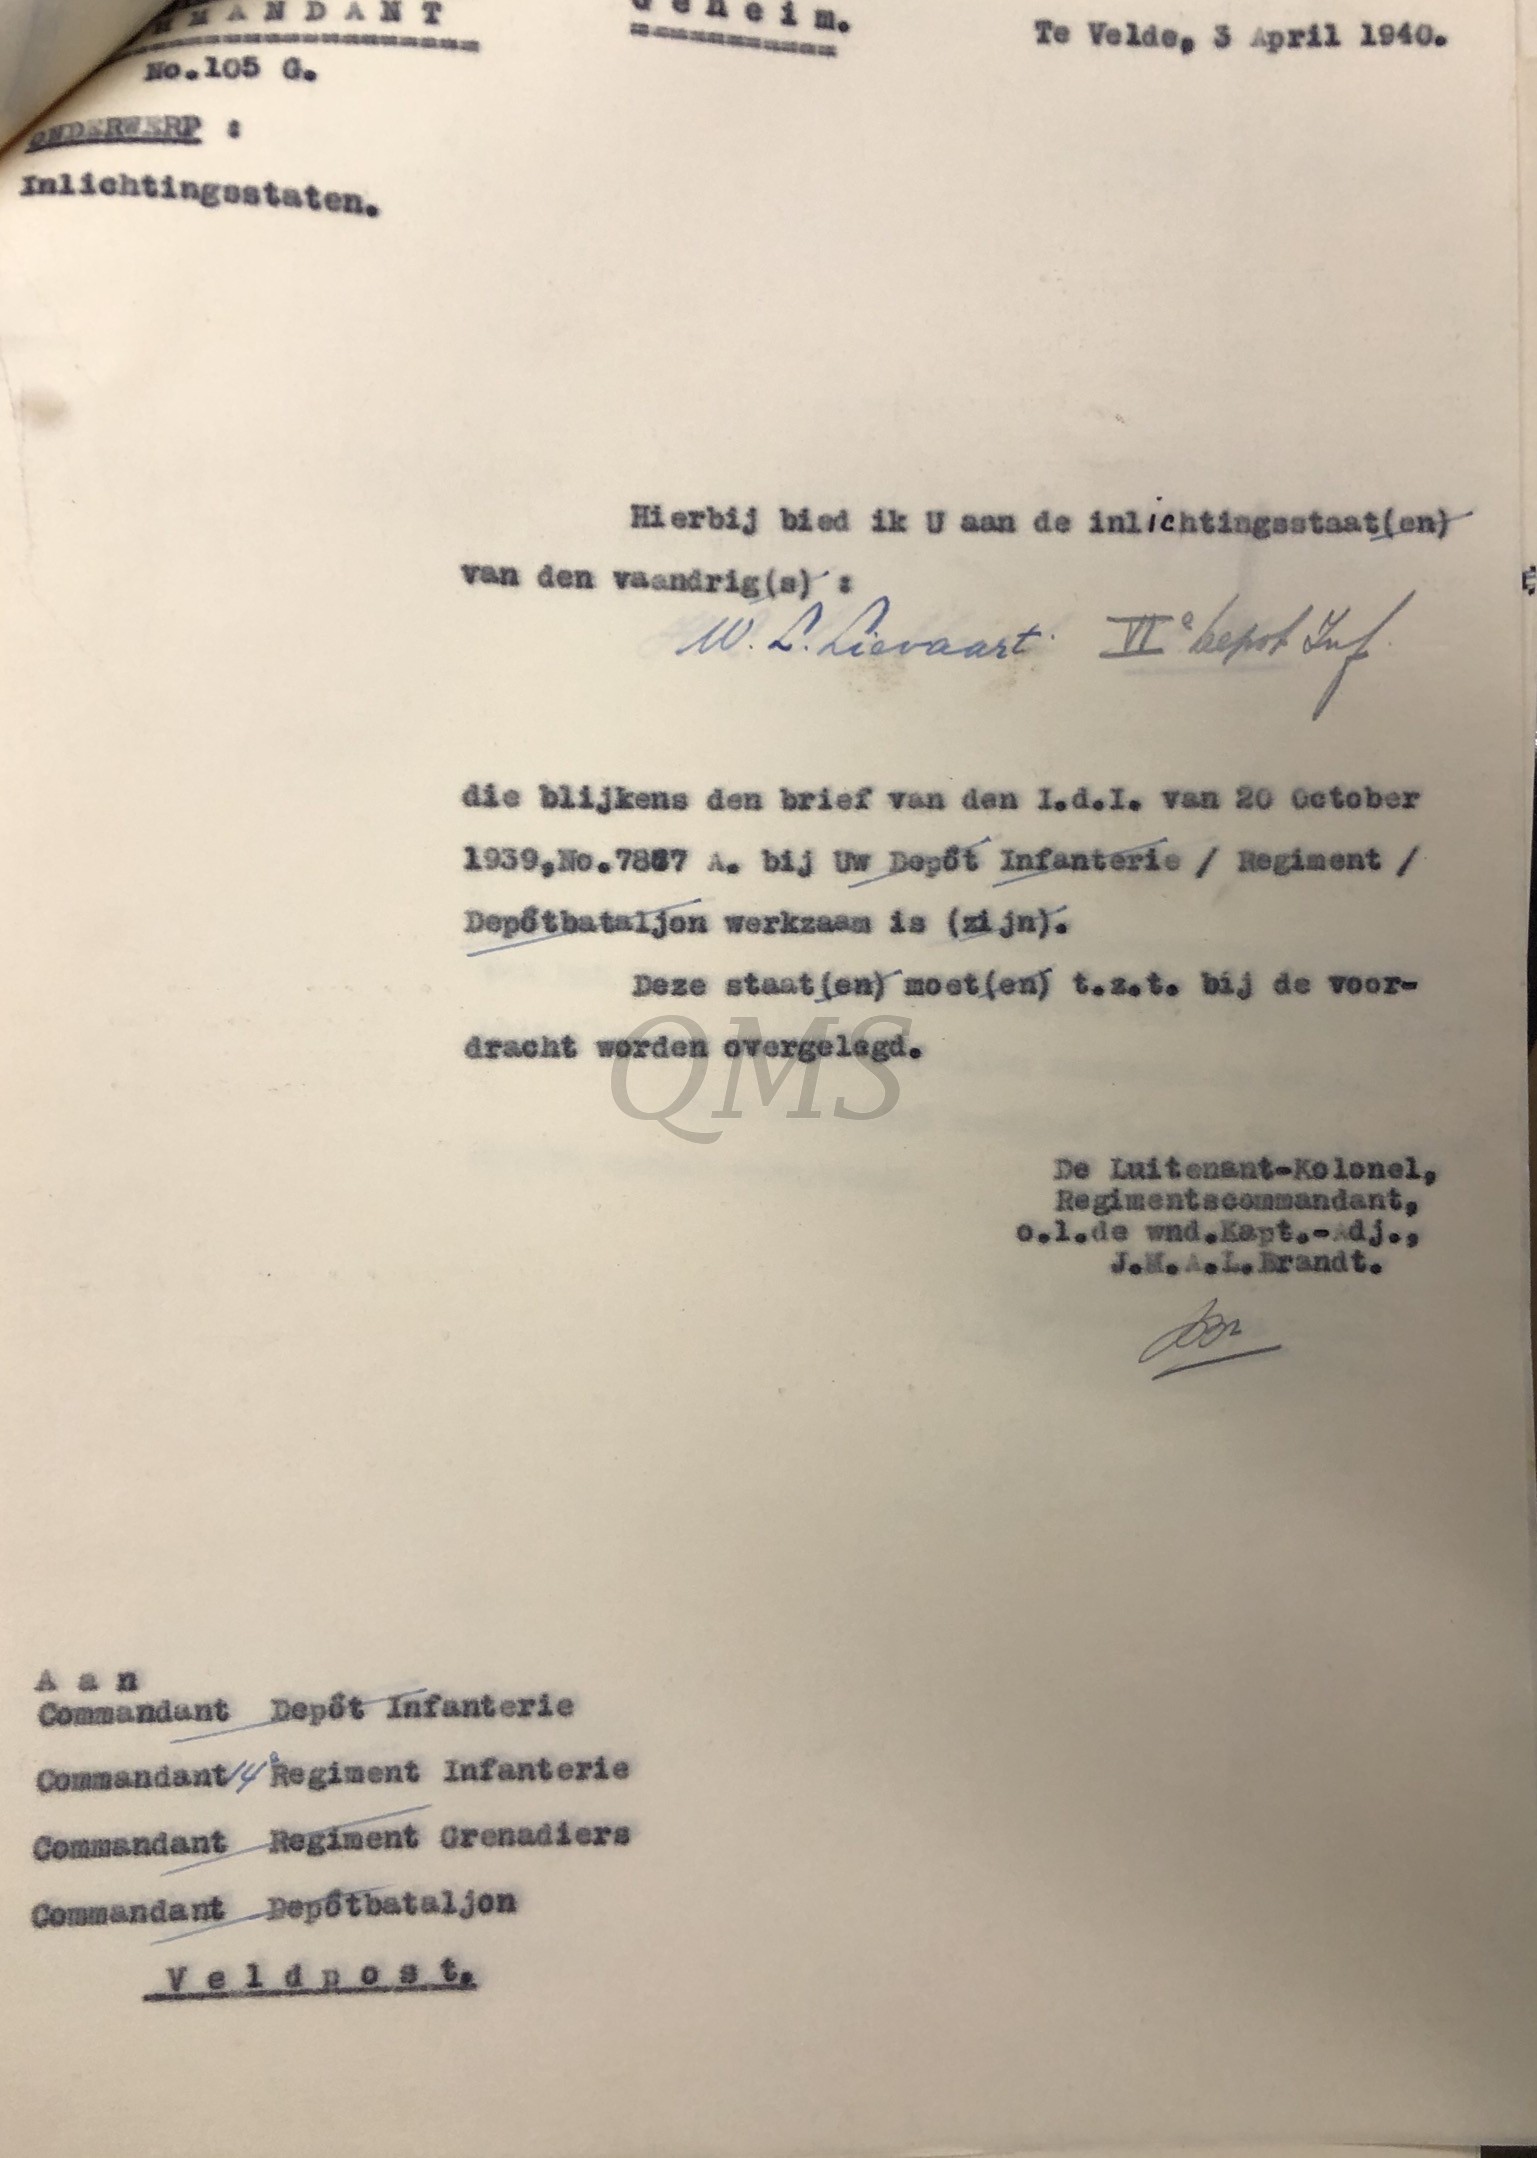 MMANDANT
Geheim.
Te Velde, 3 April 1940.
No.105 G.
ONDERWERP :
Inlichtingsstaten.
Hierbij bied ik U aan de inlichtingsstaat(en)
van den vaandrig(s) :
W. L. Lievaart. VIe Depot Inf.
die blijkens den brief van den I.d.I. van 20 October
1939,No.7887 A. bij Uw Depôt Infanterie / Regiment /
Depôtbataljon werkzaam is (zijn).
Deze staat(en) moet(en) t.z.t. bij de voor-
dracht worden overgelegd.
QMS
De Luitenant-Kolonel,
Regimentscommandant,
o.l.de wnd.Kapt.-Adj.,
J.M.A.L.Brandt.
A a n
Commandant Depôt Infanterie
Commandant 14e Regiment Infanterie
Commandant Regiment Grenadiers
Commandant Depôtbataljon
V e l d p o s t.